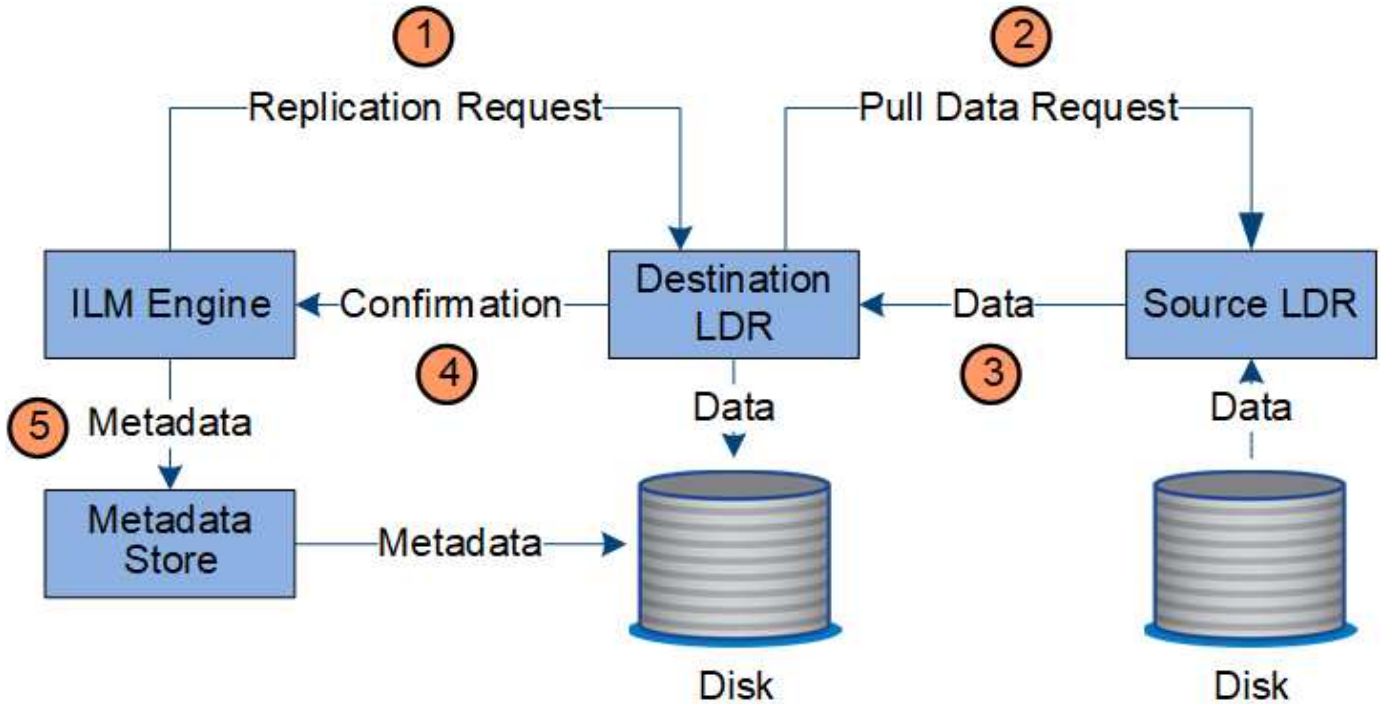 1
2
Replication Request
Pull Data Request
ILM Engine
Confirmation
Destination
LDR
Data
Source LDR
4
3
5
Metadata
Data
Data
Metadata
Store
Metadata
Disk
Disk